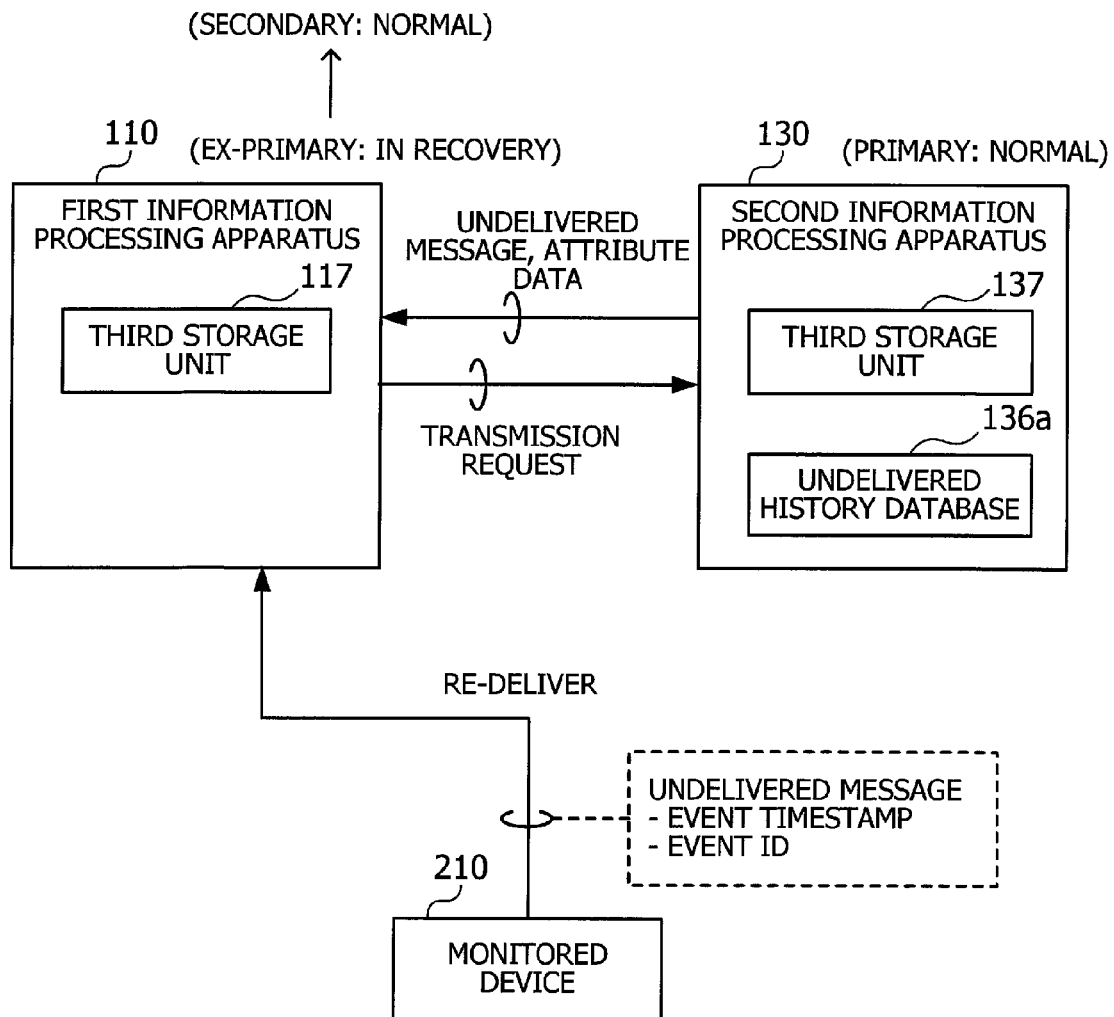 (SECONDARY: NORMAL)
110
(EX-PRIMARY: IN RECOVERY)
130
(PRIMARY: NORMAL)
FIRST INFORMATION
PROCESSING APPARATUS
117
THIRD STORAGE
UNIT
UNDELIVERED
MESSAGE, ATTRIBUTE
DATA
TRANSMISSION
REQUEST
SECOND INFORMATION
PROCESSING APPARATUS
137
THIRD STORAGE
UNIT
136a
UNDELIVERED
HISTORY DATABASE
RE-DELIVER
UNDELIVERED MESSAGE
- EVENT TIMESTAMP
- EVENT ID
210
MONITORED
DEVICE